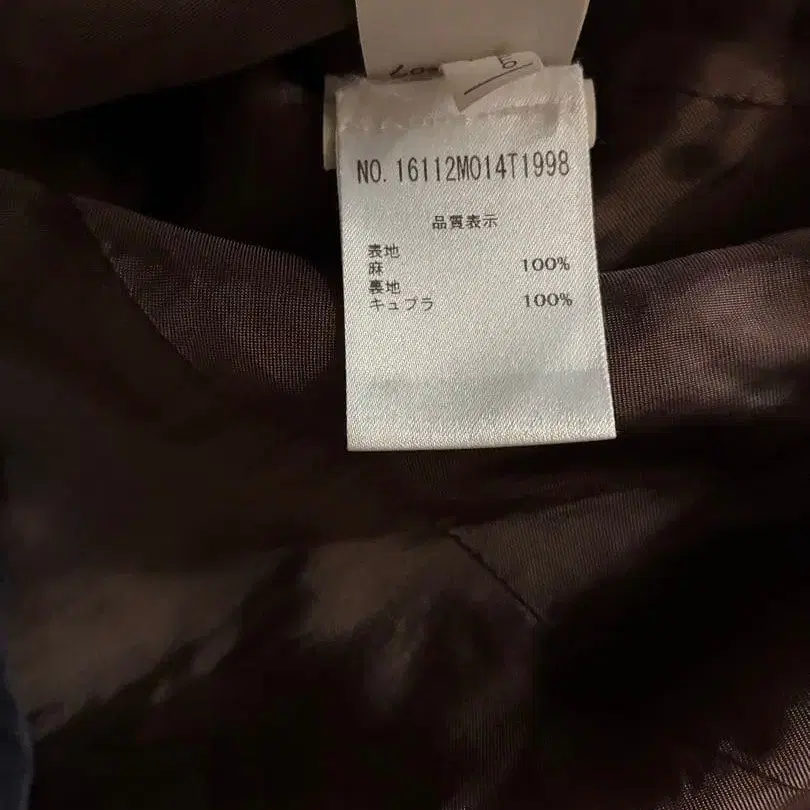 NO. 16112M014T1998
品質表示
表地
麻 100%
裏地
キュプラ 100%